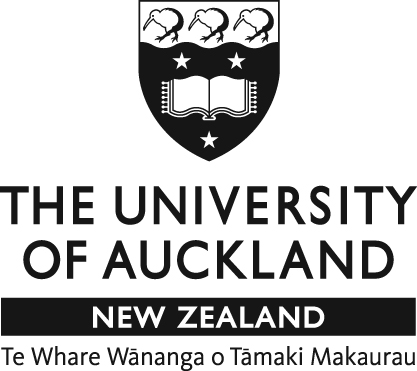 THE UNIVERSITY
OF AUCKLAND
NEW ZEALAND
Te Whare Wānanga o Tāmaki Makaurau